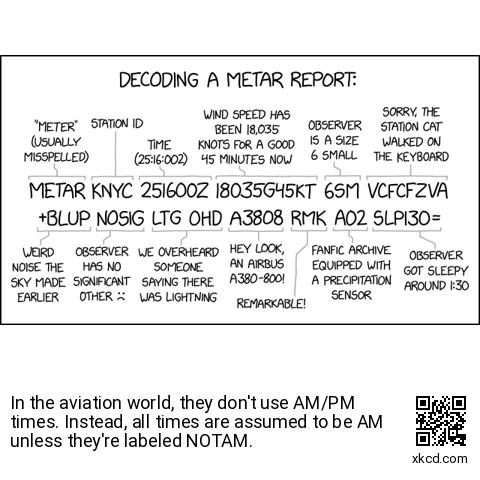 DECODING A METAR REPORT:
"METER"
(USUALLY
MISSPELLED)
STATION ID
TIME
(25:16:00Z)
WIND SPEED HAS
BEEN 18,035
KNOTS FOR A GOOD
45 MINUTES NOW
OBSERVER
IS A SIZE
6 SMALL
SORRY, THE
STATION CAT
WALKED ON
THE KEYBOARD
METAR KNYC 251600Z 18035G45KT 6SM VCFCFZVA
+BLUP NOSIG LTG OHD A3808 RMK AO2 SLP130=
WEIRD
NOISE THE
SKY MADE
EARLIER
OBSERVER
HAS NO
SIGNIFICANT
OTHER :(
WE OVERHEARD
SOMEONE
SAYING THERE
WAS LIGHTNING
HEY LOOK,
AN AIRBUS
A380-800!
REMARKABLE!
FANFIC ARCHIVE
EQUIPPED WITH
A PRECIPITATION
SENSOR
OBSERVER
GOT SLEEPY
AROUND 1:30
In the aviation world, they don't use AM/PM
times. Instead, all times are assumed to be AM
unless they're labeled NOTAM.
xkcd.com